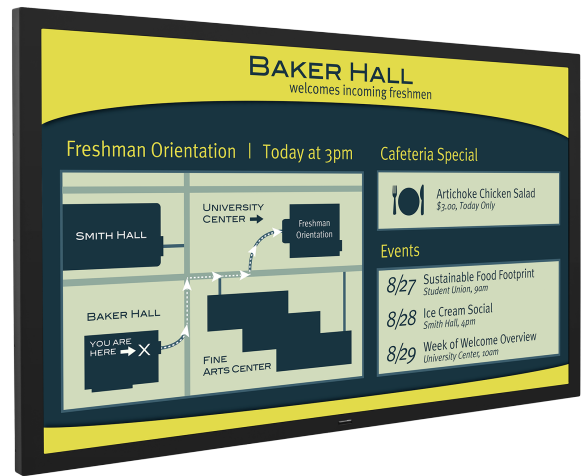 BAKER HALL
welcomes incoming freshmen
Freshman Orientation | Today at 3pm
SMITH HALL
UNIVERSITY
CENTER
Freshman
Orientation
BAKER HALL
YOU ARE
HERE X
FINE
ARTS CENTER
Cafeteria Special
Artichoke Chicken Salad
$3.00, Today Only
Events
8/27 Sustainable Food Footprint
Student Union, 9am
8/28 Ice Cream Social
Smith Hall, 4pm
8/29 Week of Welcome Overview
University Center, 10am